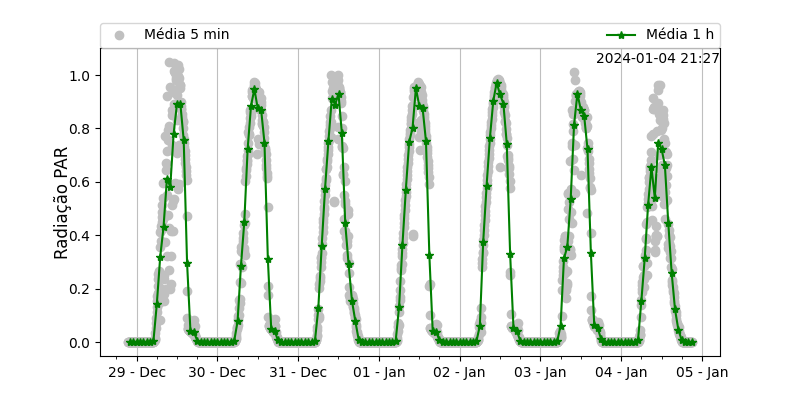 Média 5 min
Média 1 h
2024-01-04 21:27
Radiação PAR
1.0
0.8
0.6
0.4
0.2
0.0
29 - Dec
30 - Dec
31 - Dec
01 - Jan
02 - Jan
03 - Jan
04 - Jan
05 - Jan